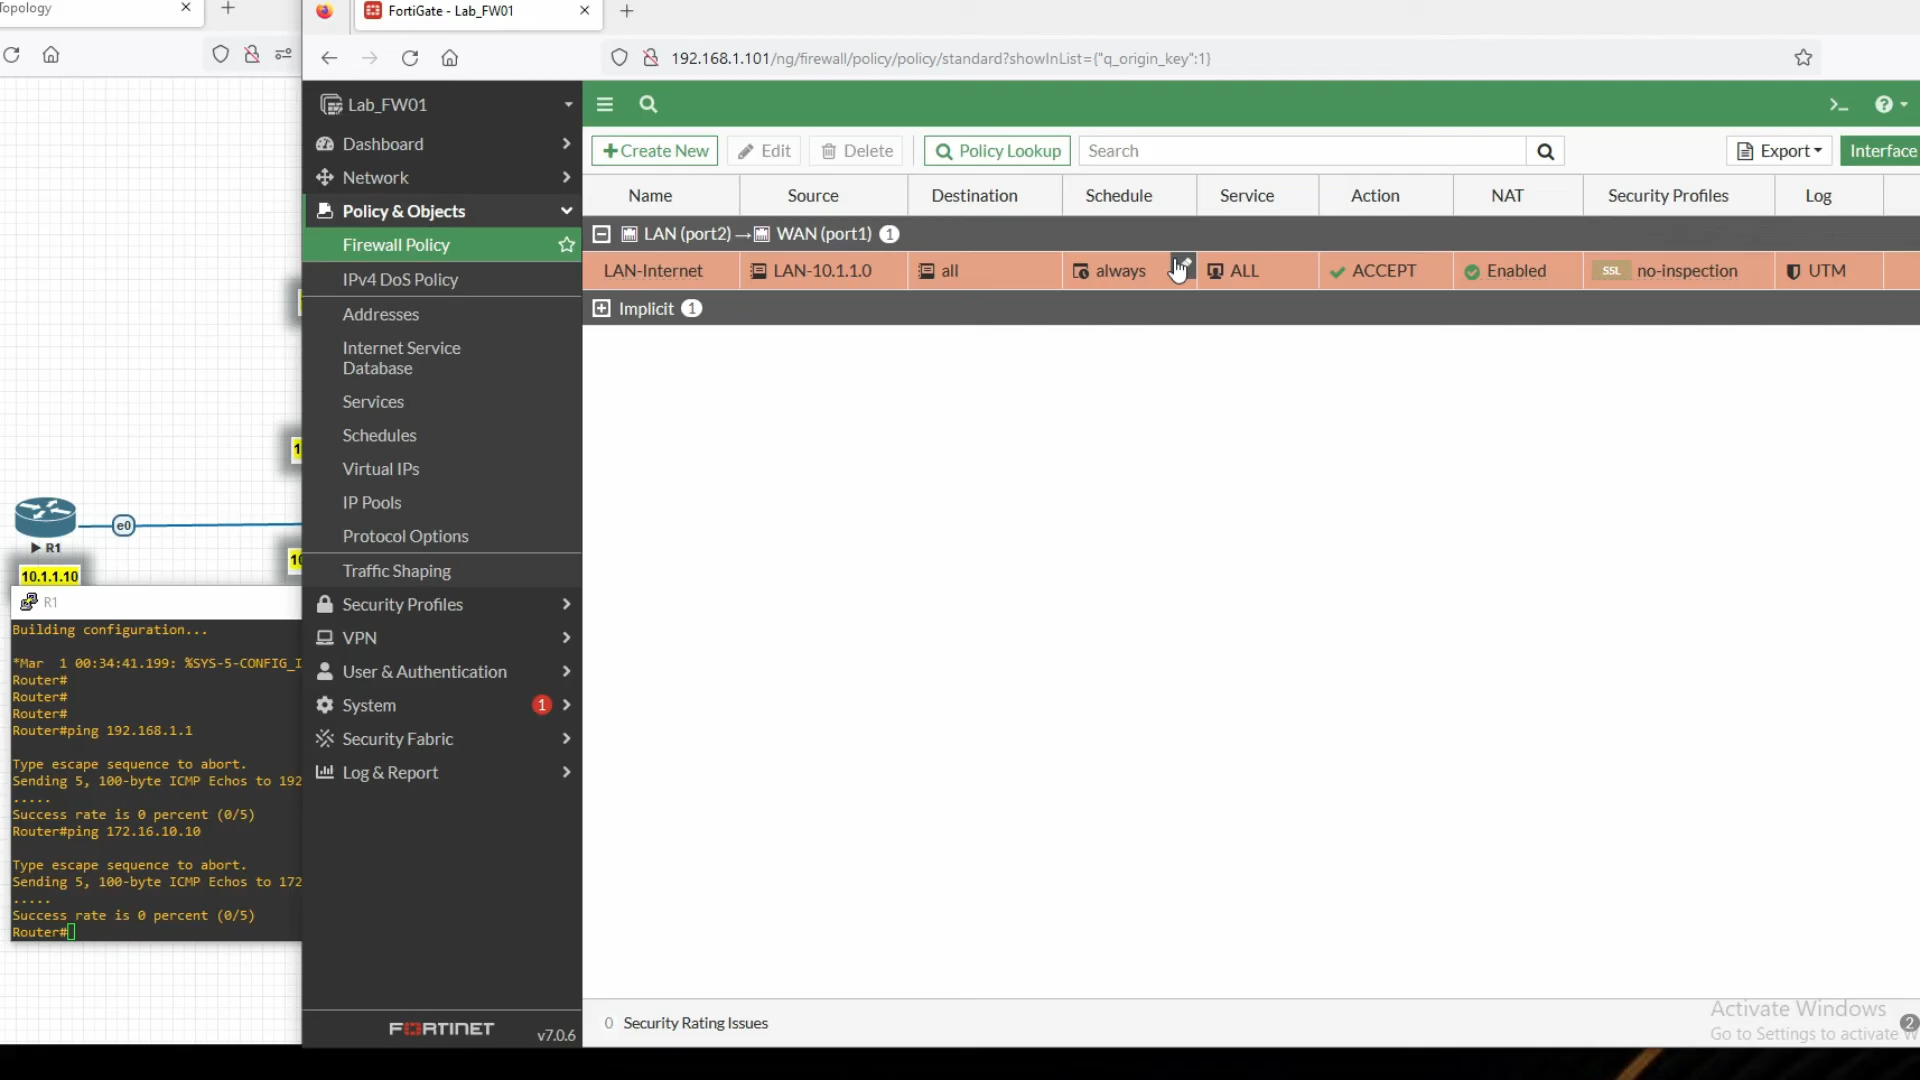 opology
FortiGate - Lab_FW01
192.168.1.101/ng/firewall/policy/policy/standard?showInList={"q_origin_key":1}
Lab_FW01
Dashboard
Network
Policy & Objects
Firewall Policy
IPv4 DoS Policy
Addresses
Internet Service
Database
Services
Schedules
Virtual IPs
IP Pools
Protocol Options
Traffic Shaping
Security Profiles
VPN
User & Authentication
System 1
Security Fabric
Log & Report
FORTINET v7.0.6
Create New Edit Delete Policy Lookup Search Export Interface
Name Source Destination Schedule Service Action NAT Security Profiles Log
LAN (port2) → WAN (port1) 1
LAN-Internet LAN-10.1.1.0 all always ALL ACCEPT Enabled SSL no-inspection UTM
Implicit 1
0 Security Rating Issues
Activate Windows
Go to Settings to activate W
2
e0
R1
10.1.1.10
1
10
R1
Building configuration...
*Mar 1 00:34:41.199: %SYS-5-CONFIG_I
Router#
Router#
Router#
Router#ping 192.168.1.1
Type escape sequence to abort.
Sending 5, 100-byte ICMP Echos to 192
.....
Success rate is 0 percent (0/5)
Router#ping 172.16.10.10
Type escape sequence to abort.
Sending 5, 100-byte ICMP Echos to 172
.....
Success rate is 0 percent (0/5)
Router#